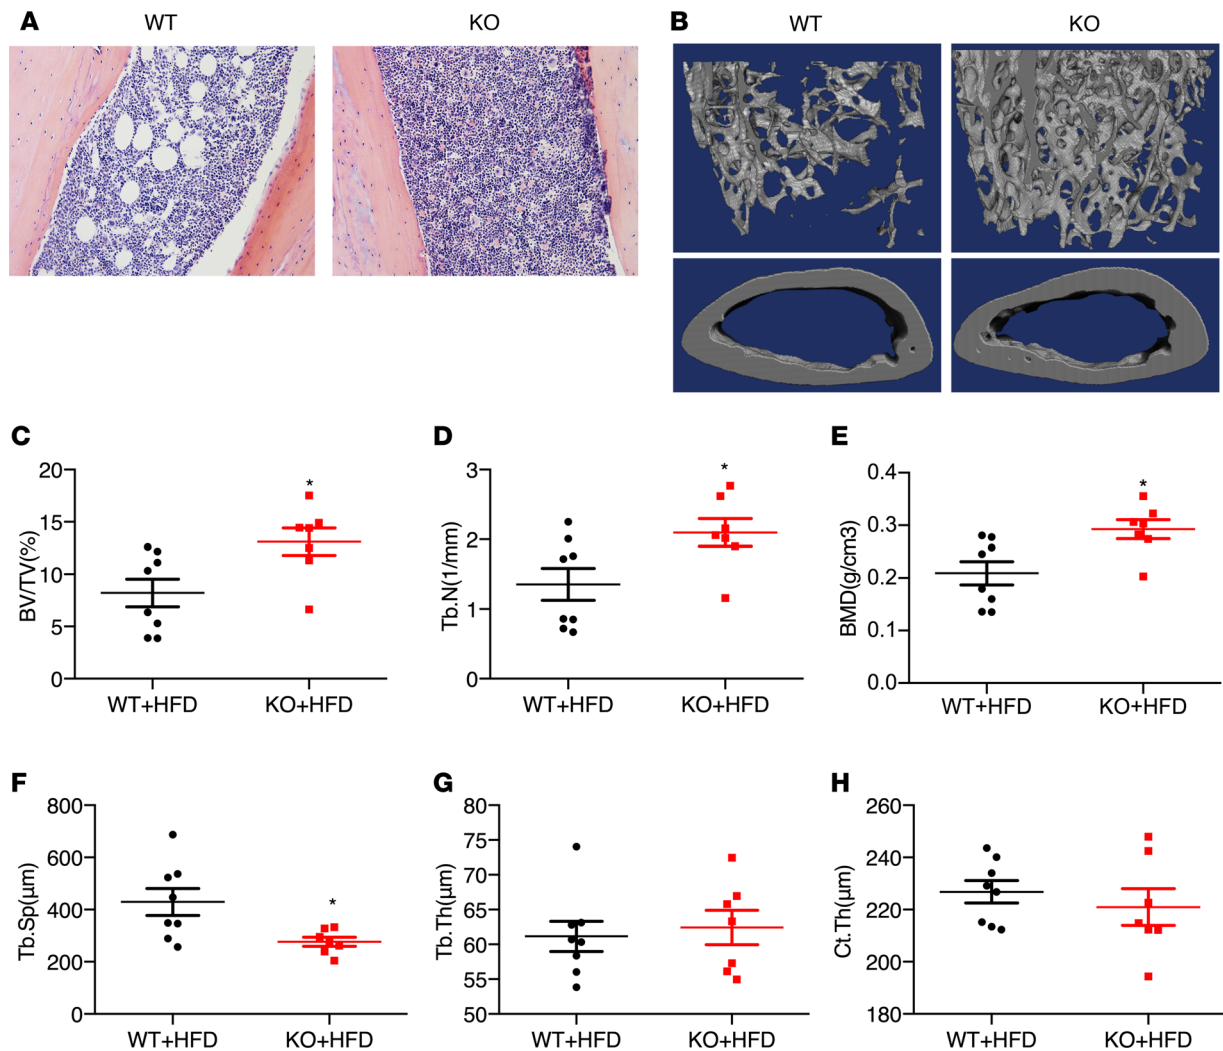 A
WT
KO
B
WT
KO
C
BV/TV(%)
20
15
10
5
0
*
WT+HFD
KO+HFD
D
Tb.N(1/mm)
3
2
1
0
*
WT+HFD
KO+HFD
E
BMD(g/cm3)
0.4
0.3
0.2
0.1
0.0
*
WT+HFD
KO+HFD
F
Tb.Sp(μm)
800
600
400
200
0
*
WT+HFD
KO+HFD
G
Tb.Th(μm)
80
75
70
65
60
55
50
WT+HFD
KO+HFD
H
Ct.Th(μm)
260
240
220
200
180
WT+HFD
KO+HFD